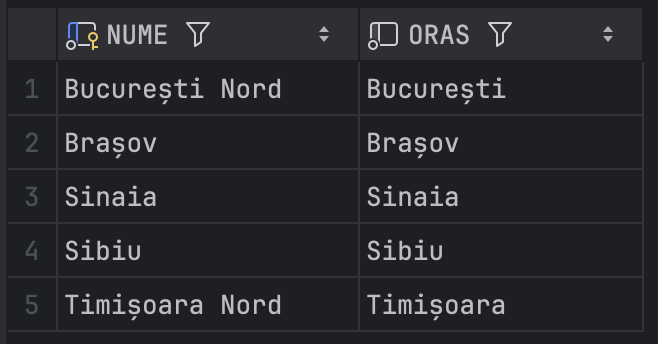 NUME ORAS
1 București Nord București
2 Brașov Brașov
3 Sinaia Sinaia
4 Sibiu Sibiu
5 Timișoara Nord Timișoara